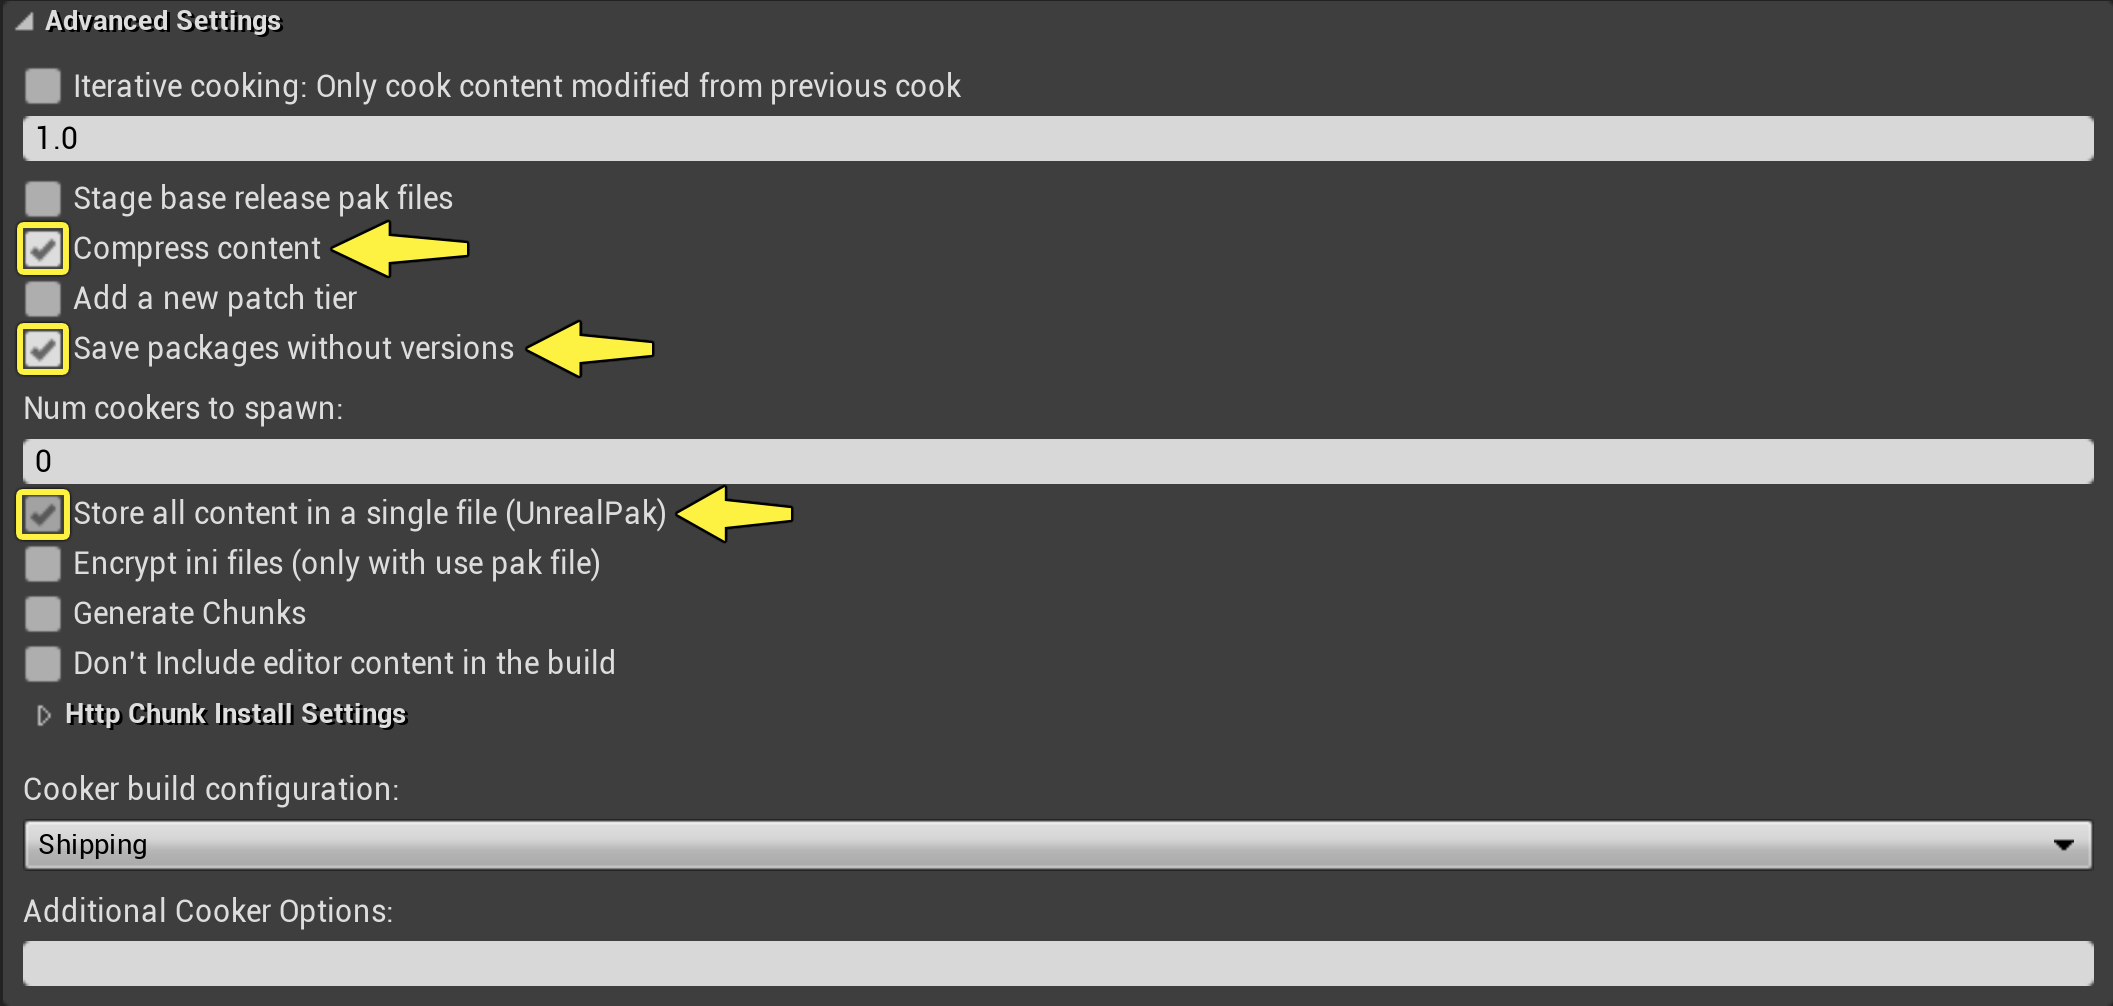 Advanced Settings
Iterative cooking: Only cook content modified from previous cook
1.0
Stage base release pak files
Compress content
Add a new patch tier
Save packages without versions
Num cookers to spawn:
0
Store all content in a single file (UnrealPak)
Encrypt ini files (only with use pak file)
Generate Chunks
Don't Include editor content in the build
Http Chunk Install Settings
Cooker build configuration:
Shipping
Additional Cooker Options: